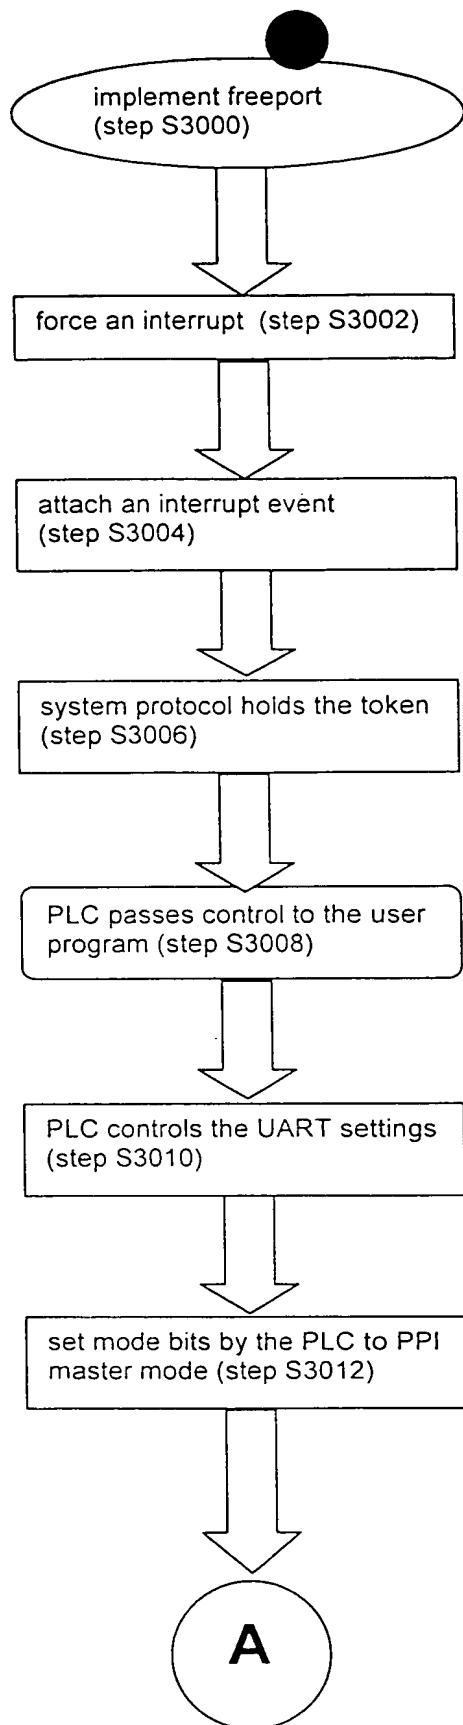 implement freeport
(step S3000)
force an interrupt (step S3002)
attach an interrupt event
(step S3004)
system protocol holds the token
(step S3006)
PLC passes control to the user
program (step S3008)
PLC controls the UART settings
(step S3010)
set mode bits by the PLC to PPI
master mode (step S3012)
A